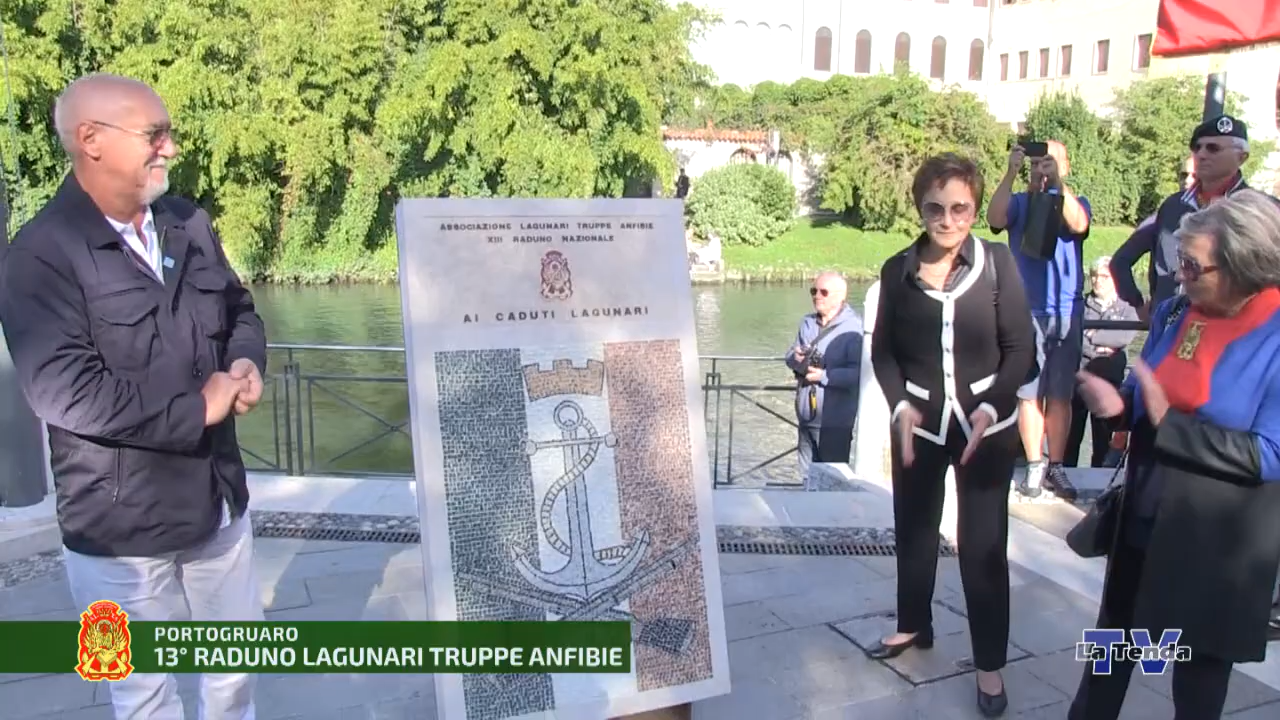 ASSOCIAZIONE LAGUNARI TRUPPE ANFIBIE
XIII RADUNO NAZIONALE
AI CADUTI LAGUNARI
PORTOGRUARO
13° RADUNO LAGUNARI TRUPPE ANFIBIE
TV
La Tenda